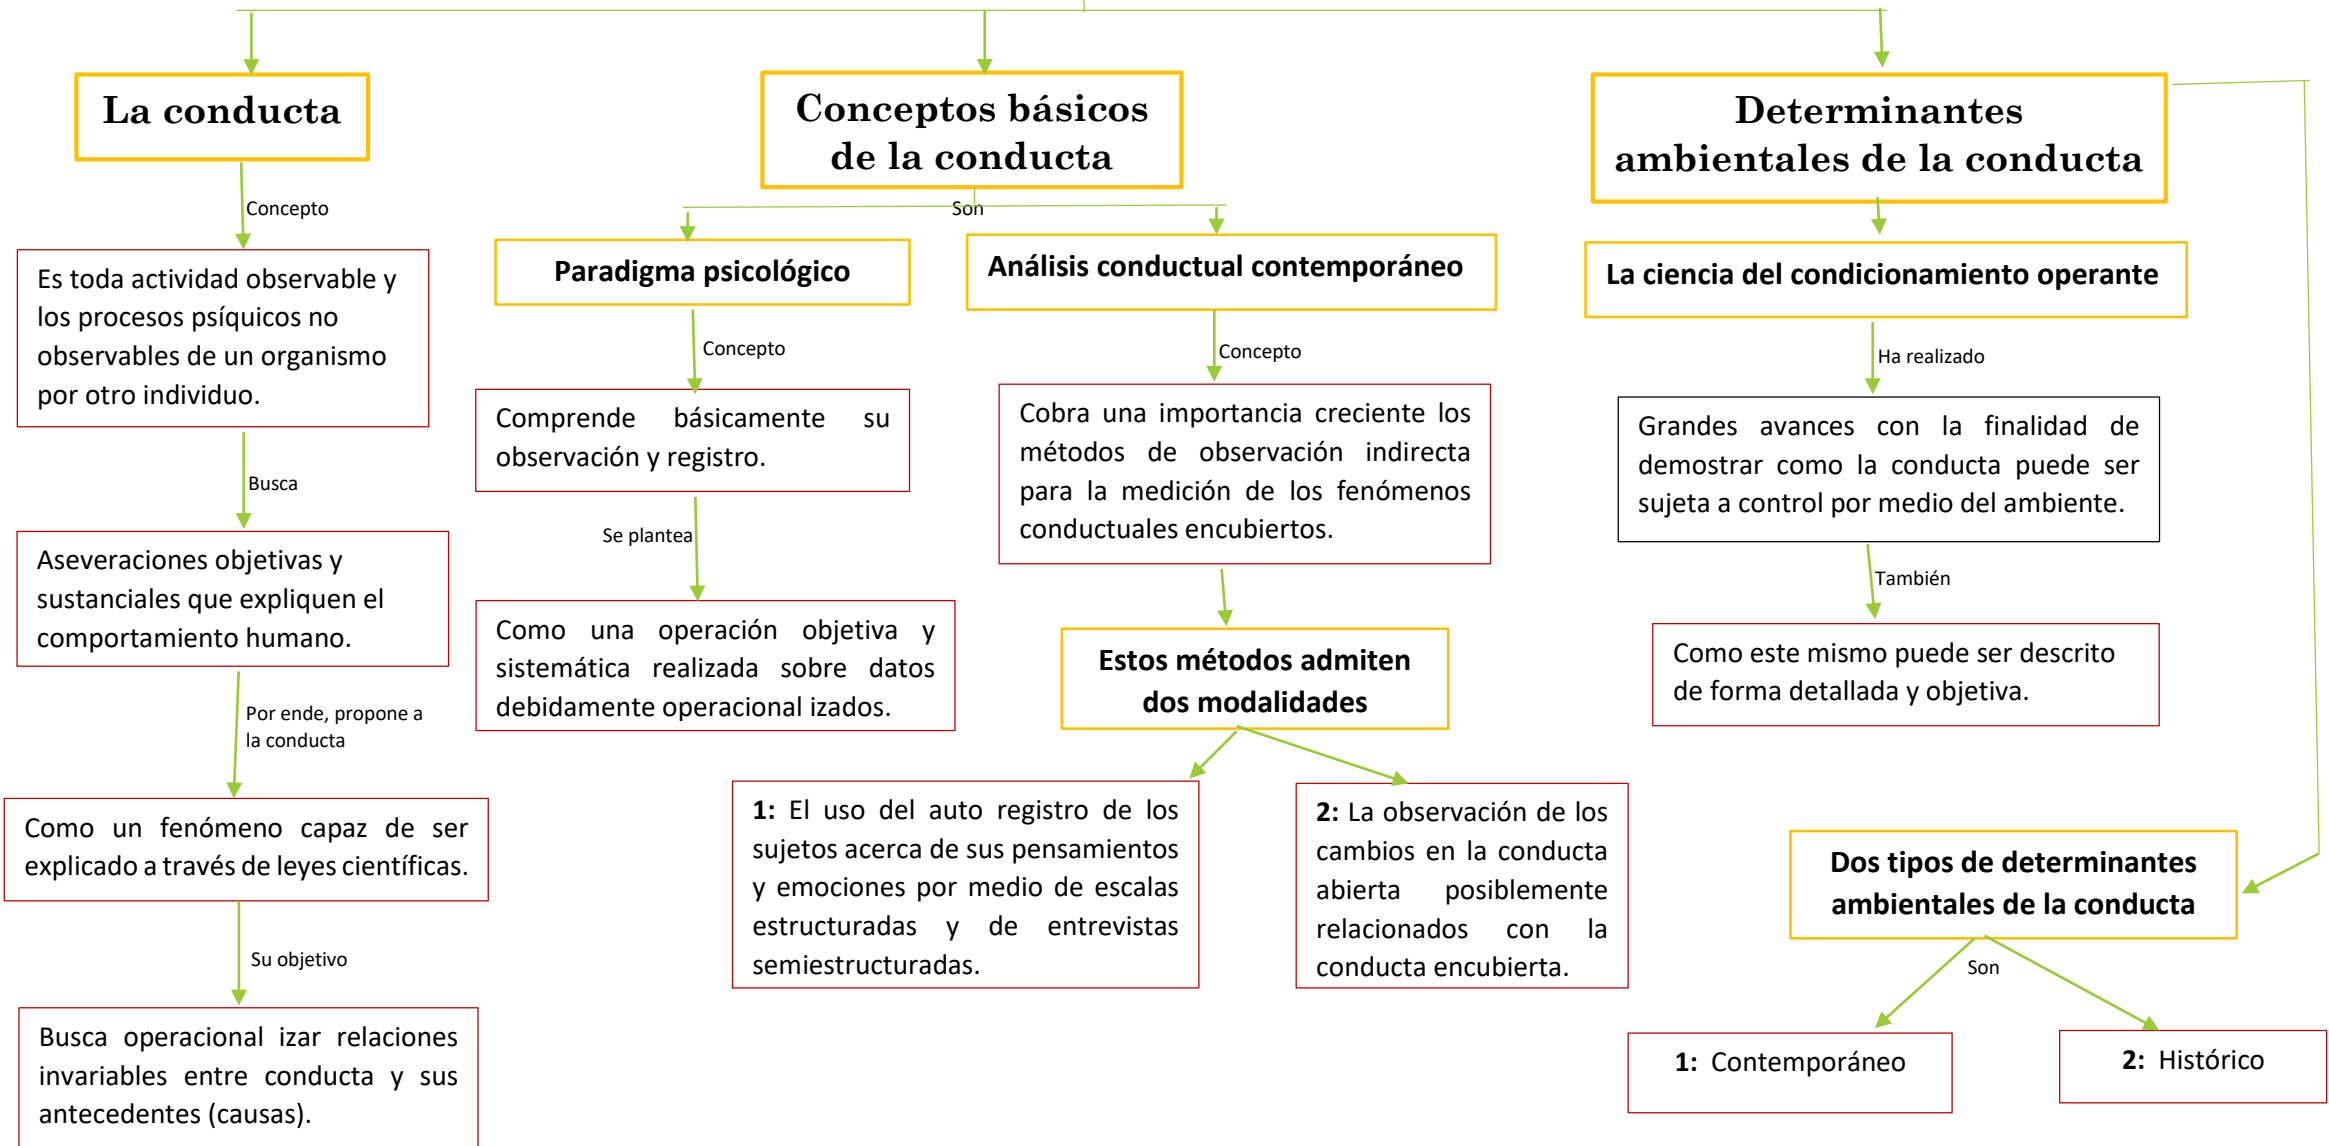 La conducta
Concepto
Es toda actividad observable y
los procesos psíquicos no
observables de un organismo
por otro individuo.
Busca
Aseveraciones objetivas y
sustanciales que expliquen el
comportamiento humano.
Por ende, propone a
la conducta
Como un fenómeno capaz de ser
explicado a través de leyes científicas.
Su objetivo
Busca operacional izar relaciones
invariables entre conducta y sus
antecedentes (causas).
Conceptos básicos
de la conducta
Son
Paradigma psicológico
Concepto
Comprende básicamente su
observación y registro.
Se plantea
Como una operación objetiva y
sistemática realizada sobre datos
debidamente operacional izados.
Análisis conductual contemporáneo
Concepto
Cobra una importancia creciente los
métodos de observación indirecta
para la medición de los fenómenos
conductuales encubiertos.
Estos métodos admiten
dos modalidades
1: El uso del auto registro de los
sujetos acerca de sus pensamientos
y emociones por medio de escalas
estructuradas y de entrevistas
semiestructuradas.
2: La observación de los
cambios en la conducta
abierta posiblemente
relacionados con la
conducta encubierta.
Determinantes
ambientales de la conducta
La ciencia del condicionamiento operante
Ha realizado
Grandes avances con la finalidad de
demostrar como la conducta puede ser
sujeta a control por medio del ambiente.
También
Como este mismo puede ser descrito
de forma detallada y objetiva.
Dos tipos de determinantes
ambientales de la conducta
Son
1: Contemporáneo
2: Histórico